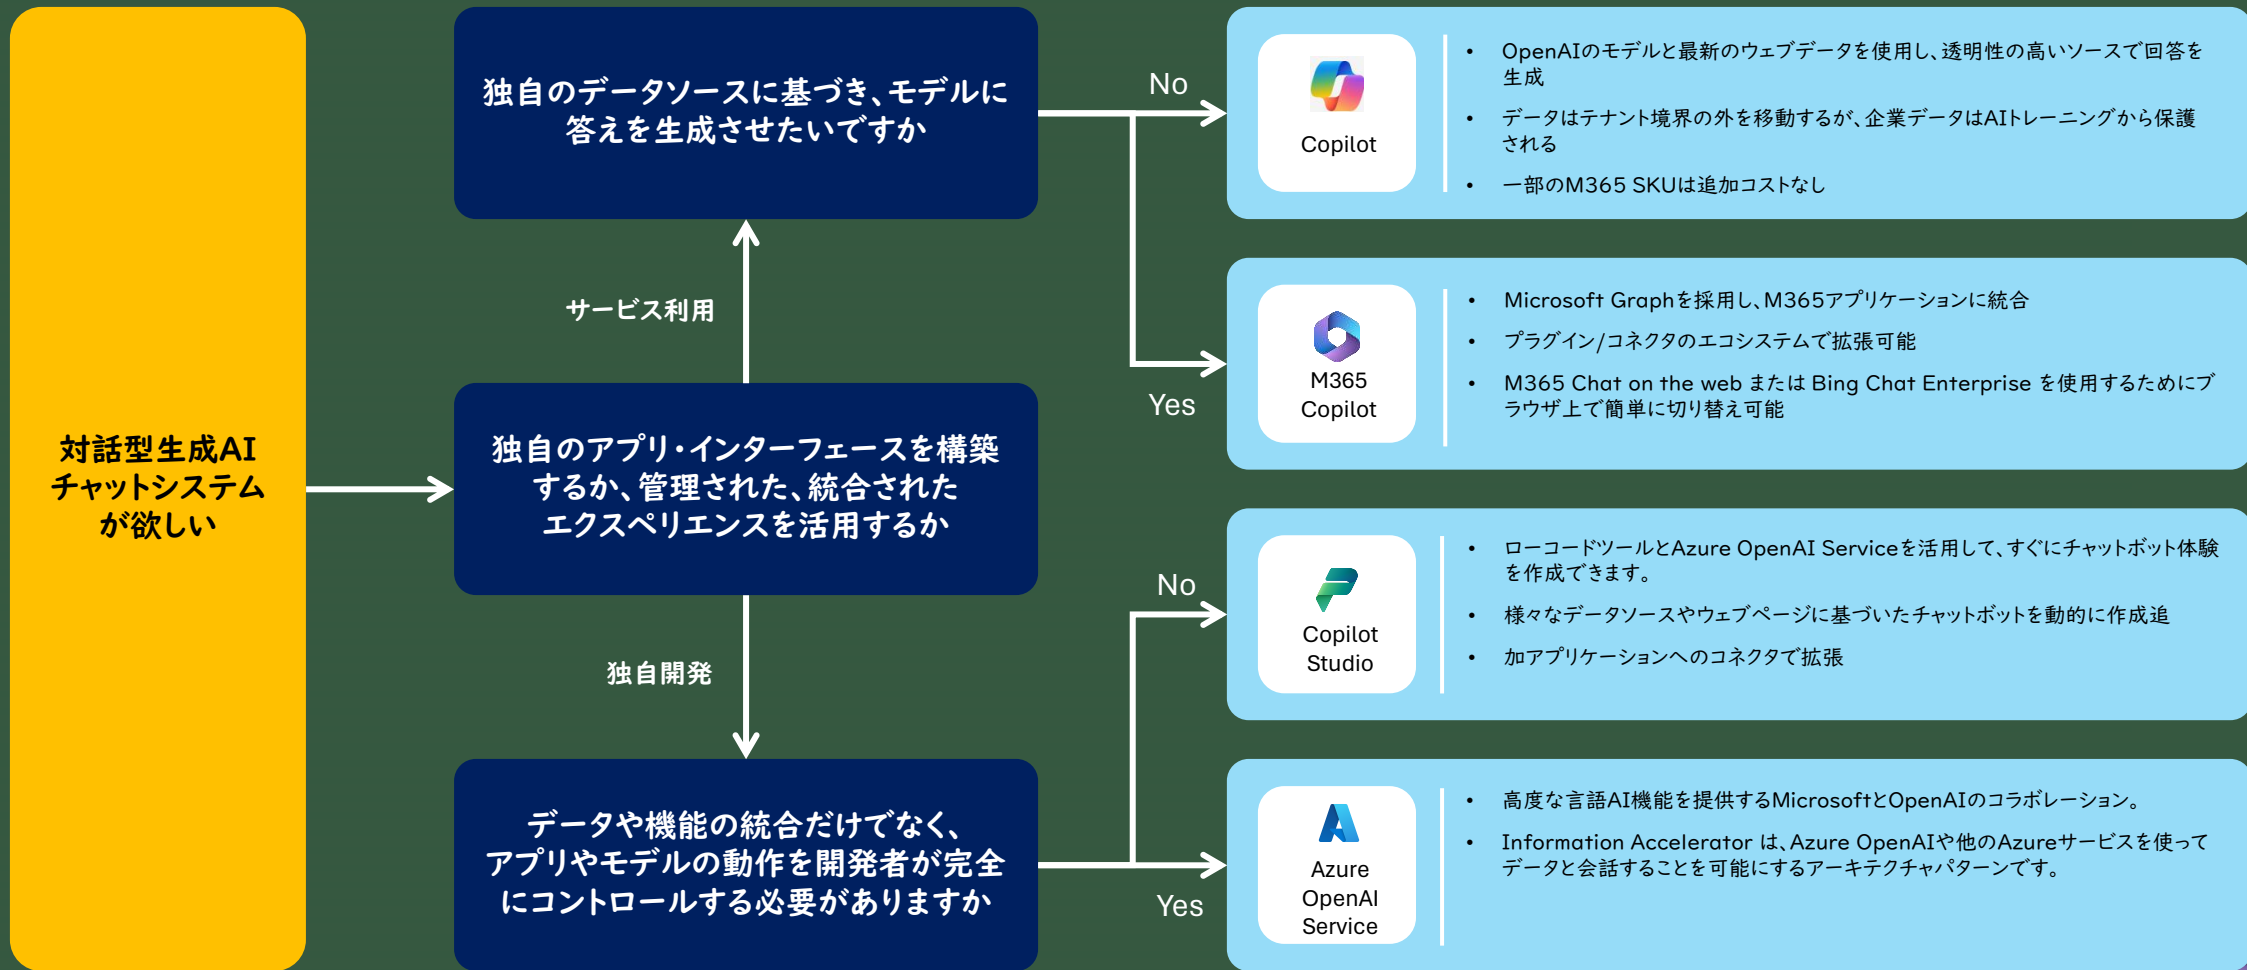 対話型生成AI
チャットシステム
が欲しい
独自のデータソースに基づき、モデルに
答えを生成させたいですか
サービス利用
独自のアプリ・インターフェースを構築
するか、管理された、統合された
エクスペリエンスを活用するか
独自開発
データや機能の統合だけでなく、
アプリやモデルの動作を開発者が完全
にコントロールする必要がありますか
No
Yes
No
Yes
Copilot
• OpenAIのモデルと最新のウェブデータを使用し、透明性の高いソースで回答を
生成
• データはテナント境界の外を移動するが、企業データはAIトレーニングから保護
される
• 一部のM365 SKUは追加コストなし
M365
Copilot
• Microsoft Graphを採用し、M365アプリケーションに統合
• プラグイン/コネクタのエコシステムで拡張可能
• M365 Chat on the web または Bing Chat Enterprise を使用するためにブ
ラウザ上で簡単に切り替え可能
Copilot
Studio
• ローコードツールとAzure OpenAI Serviceを活用して、すぐにチャットボット体験
を作成できます。
• 様々なデータソースやウェブページに基づいたチャットボットを動的に作成追
• 加アプリケーションへのコネクタで拡張
Azure
OpenAI
Service
• 高度な言語AI機能を提供するMicrosoftとOpenAIのコラボレーション。
• Information Accelerator は、Azure OpenAIや他のAzureサービスを使って
データと会話することを可能にするアーキテクチャパターンです。